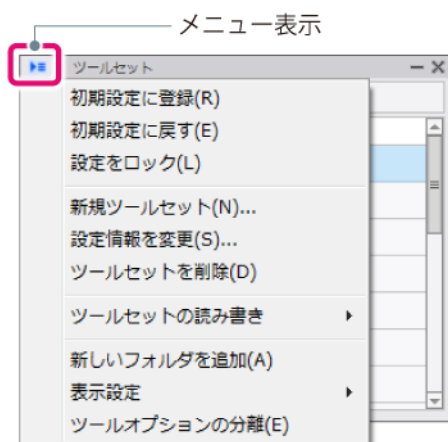 メニュー表示
ツールセット
初期設定に登録(R)
初期設定に戻す(E)
設定をロック(L)
新規ツールセット(N)...
設定情報を変更(S)...
ツールセットを削除(D)
ツールセットの読み書き
新しいフォルダを追加(A)
表示設定
ツールオプションの分離(E)